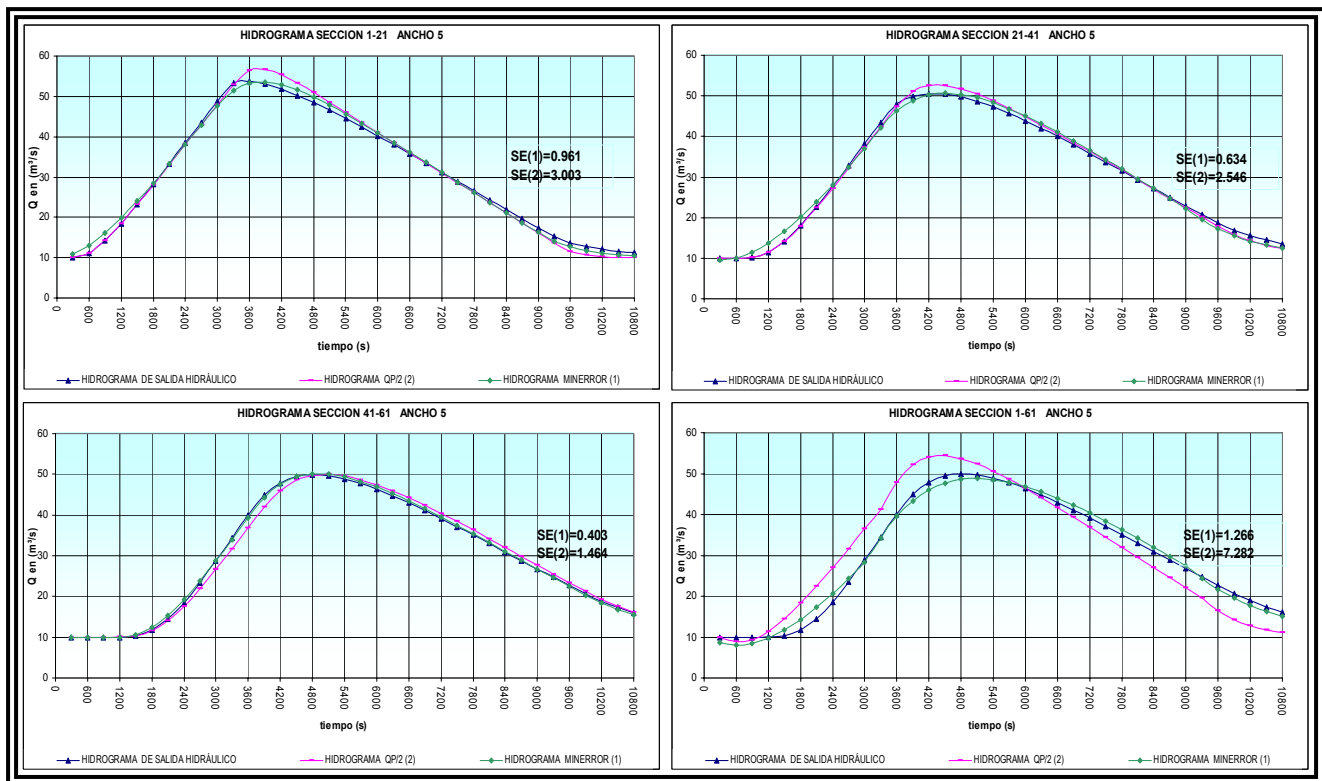 HIDROGRAMA SECCION 1-21 ANCHO 5
60
50
40
30
20
10
0
Q en (m³/s)
SE(1)=0.961
SE(2)=3.003
0 600 1200 1800 2400 3000 3600 4200 4800 5400 6000 6600 7200 7800 8400 9000 9600 10200 10800
tiempo (s)
HIDROGRAMA DE SALIDA HIDRÁULICO HIDROGRAMA QP/2 (2) HIDROGRAMA MINERROR (1)
HIDROGRAMA SECCION 21-41 ANCHO 5
60
50
40
30
20
10
0
Q en (m³/s)
SE(1)=0.634
SE(2)=2.546
0 600 1200 1800 2400 3000 3600 4200 4800 5400 6000 6600 7200 7800 8400 9000 9600 10200 10800
tiempo (s)
HIDROGRAMA DE SALIDA HIDRÁULICO HIDROGRAMA QP/2 (2) HIDROGRAMA MINERROR (1)
HIDROGRAMA SECCION 41-61 ANCHO 5
60
50
40
30
20
10
0
Q en (m³/s)
SE(1)=0.403
SE(2)=1.464
0 600 1200 1800 2400 3000 3600 4200 4800 5400 6000 6600 7200 7800 8400 9000 9600 10200 10800
tiempo (s)
HIDROGRAMA DE SALIDA HIDRÁULICO HIDROGRAMA QP/2 (2) HIDROGRAMA MINERROR (1)
HIDROGRAMA SECCION 1-61 ANCHO 5
60
50
40
30
20
10
0
Q en (m³/s)
SE(1)=1.266
SE(2)=7.282
0 600 1200 1800 2400 3000 3600 4200 4800 5400 6000 6600 7200 7800 8400 9000 9600 10200 10800
tiempo (s)
HIDROGRAMA DE SALIDA HIDRÁULICO HIDROGRAMA QP/2 (2) HIDROGRAMA MINERROR (1)